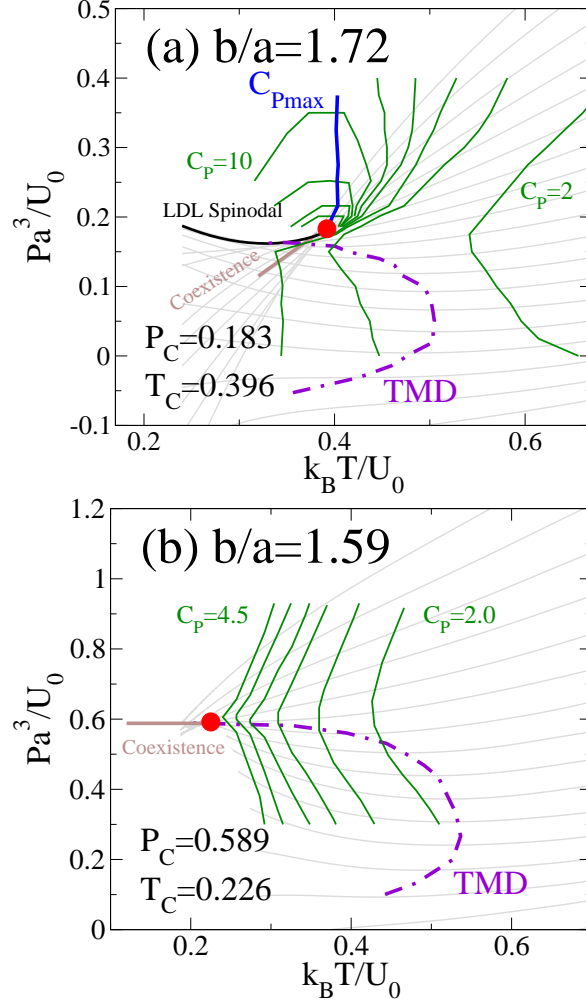 (a) b/a=1.72
0.5
C_Pmax
0.4
0.3
C_P=10
C_P=2
Pa^3/U_0
0.2
LDL Spinodal
Coexistence
0.1
P_C=0.183
0
T_C=0.396
TMD
-0.1
0.2 0.4 0.6
k_BT/U_0
1.2
(b) b/a=1.59
1
C_P=4.5 C_P=2.0
0.8
Pa^3/U_0
0.6
Coexistence
0.4
0.2
P_C=0.589
T_C=0.226
TMD
0
0.2 0.4 0.6
k_BT/U_0